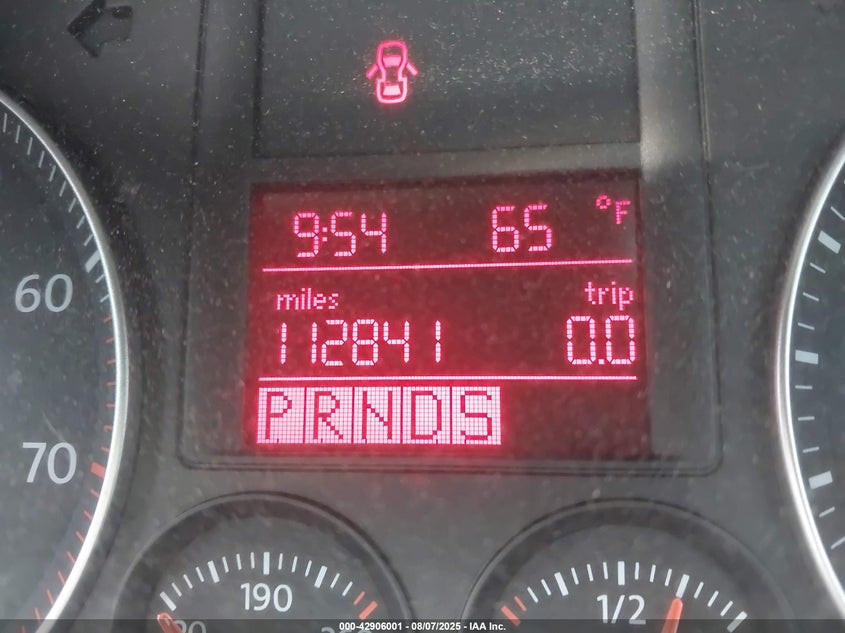 9:54 65 °F
miles trip
112841 0.0
PRNDS
60
70
190
1/2
000-42906001 - 08/07/2025 - IAA Inc.